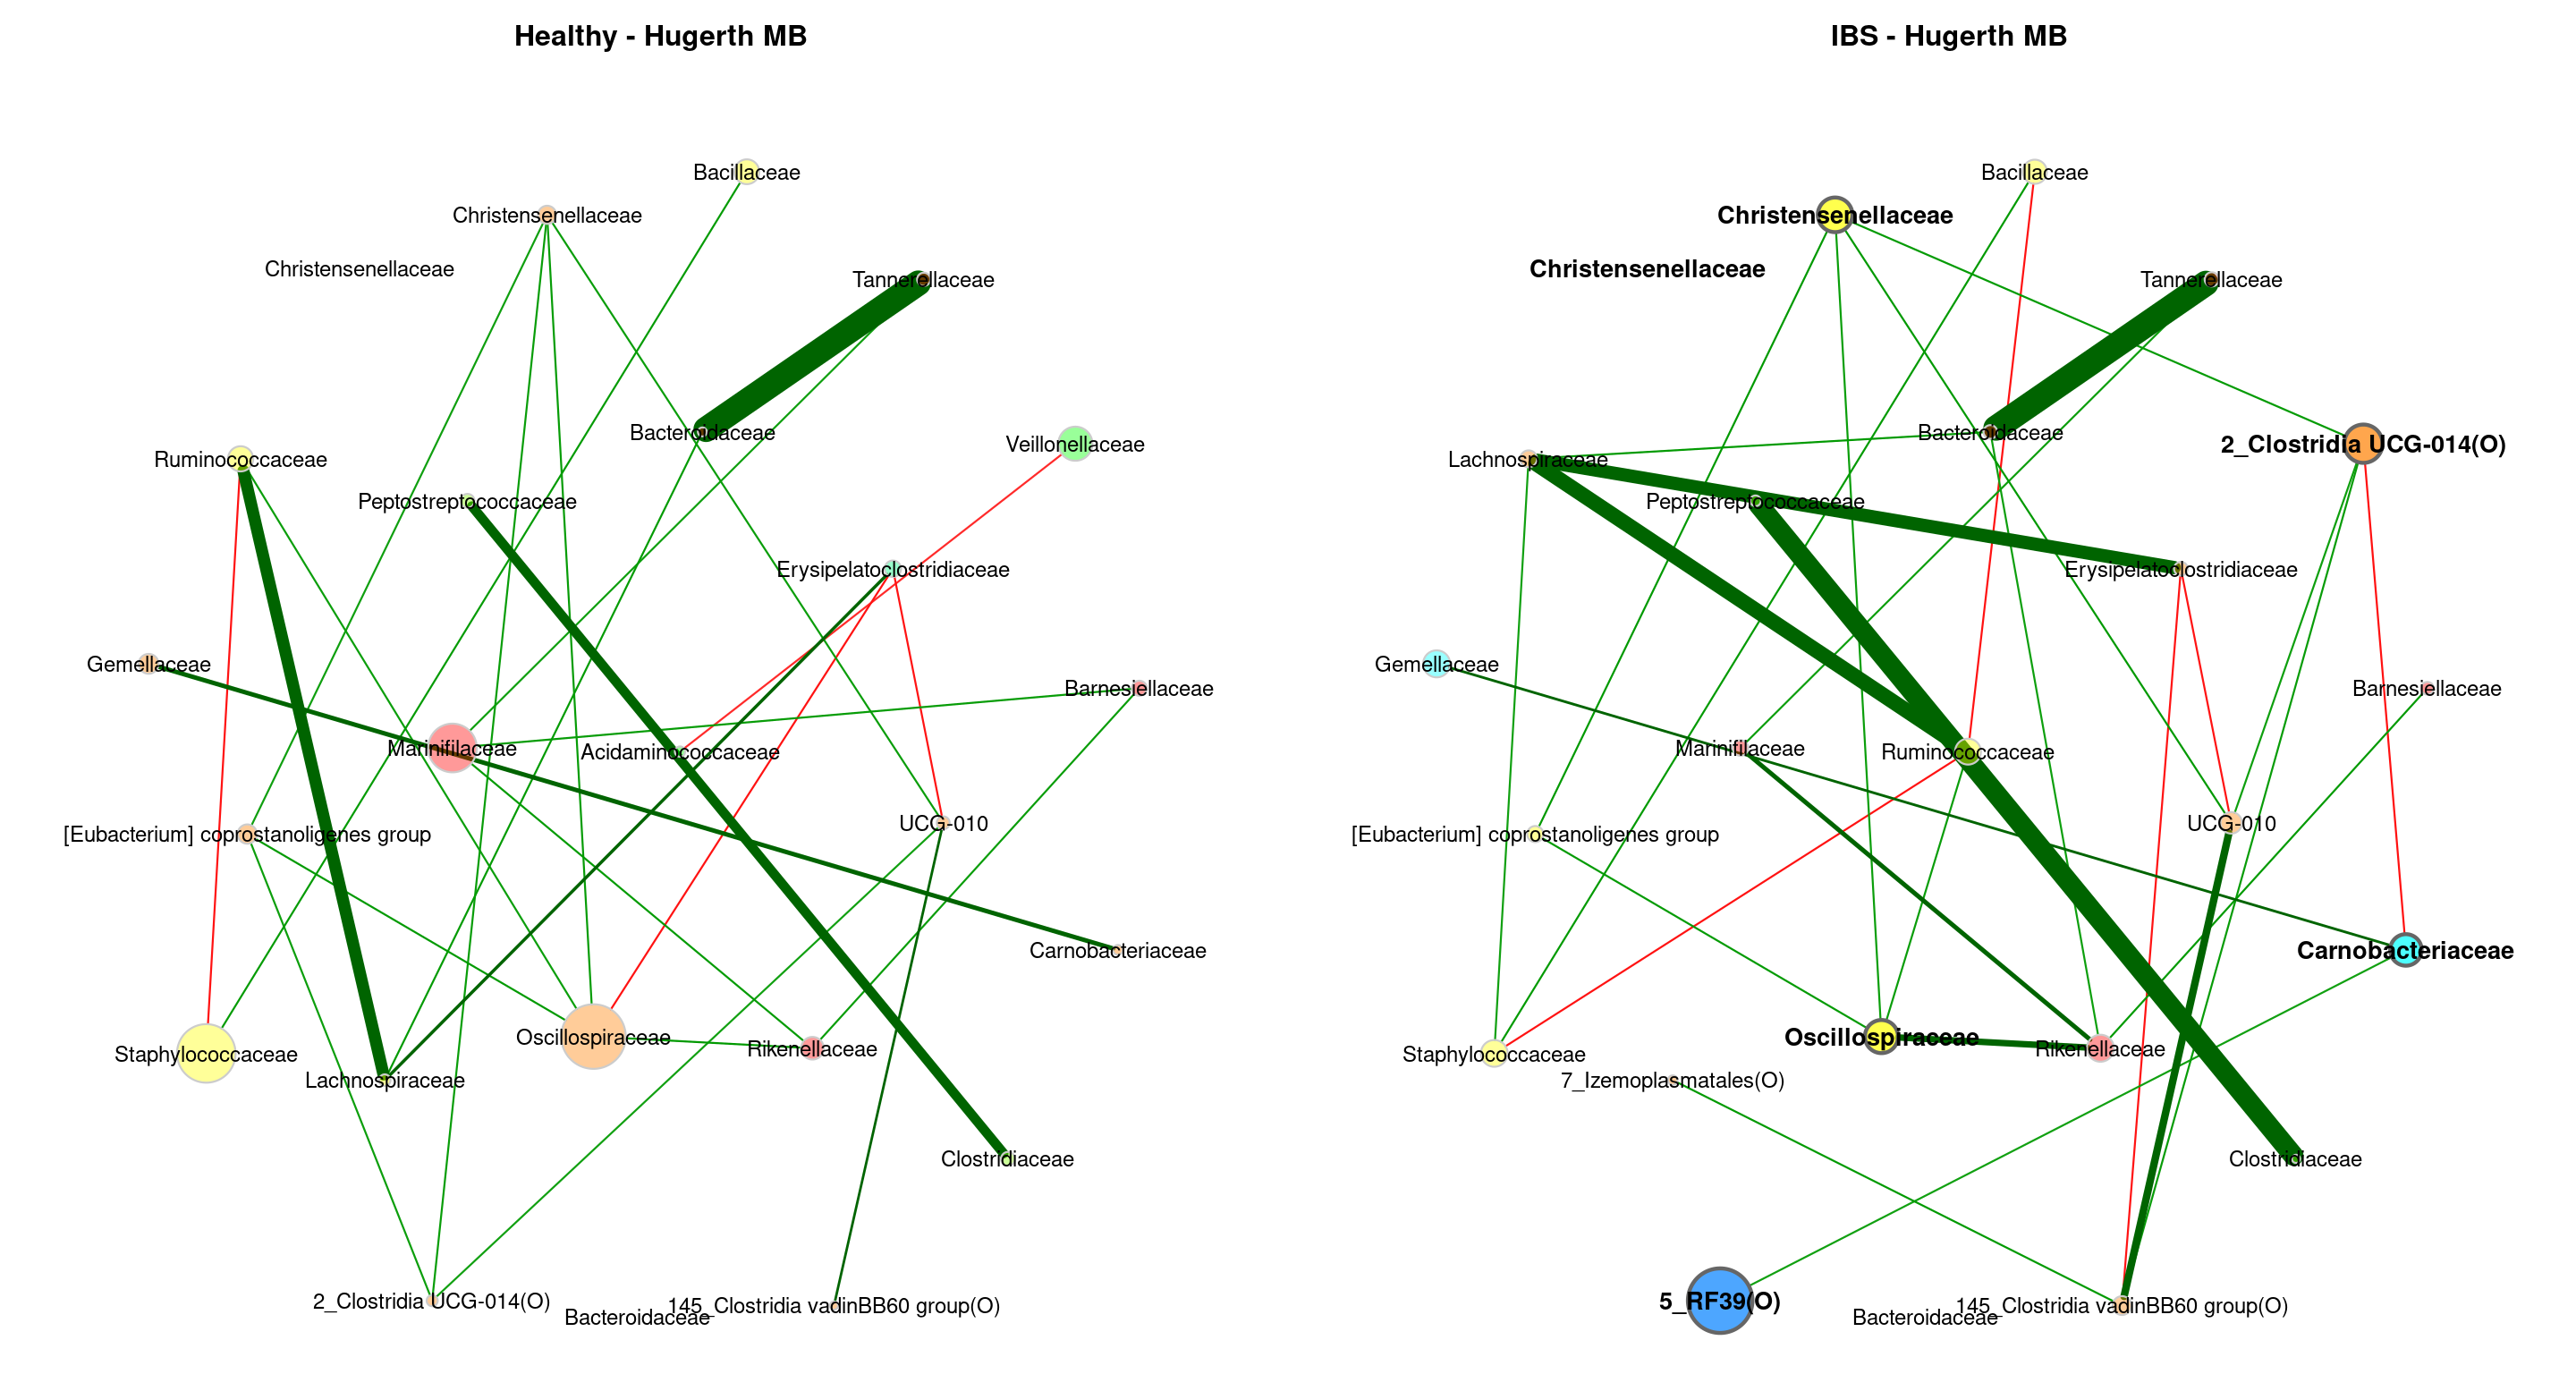 Healthy - Hugerth MB
Bacillaceae
Christensenellaceae
Christensenellaceae
Tannerellaceae
Bacteroidaceae
Veillonellaceae
Ruminococcaceae
Peptostreptococcaceae
Erysipelatoclostridiaceae
Gemellaceae
Barnesiellaceae
Marinifilaceae
Acidaminococcaceae
UCG-010
[Eubacterium] coprostanoligenes group
Carnobacteriaceae
Oscillospiraceae
Rikenellaceae
Staphylococcaceae
Lachnospiraceae
Clostridiaceae
2_Clostridia UCG-014(O)
145_Clostridia vadinBB60 group(O)
Bacteroidaceae
IBS - Hugerth MB
Bacillaceae
Christensenellaceae
Christensenellaceae
Tannerellaceae
Bacteroidaceae
2_Clostridia UCG-014(O)
Lachnospiraceae
Peptostreptococcaceae
Erysipelatoclostridiaceae
Gemellaceae
Barnesiellaceae
Marinifilaceae
Ruminococcaceae
UCG-010
[Eubacterium] coprostanoligenes group
Carnobacteriaceae
Oscillospiraceae
Rikenellaceae
Staphylococcaceae
7_Izemoplasmatales(O)
Clostridiaceae
5_RF39(O)
145_Clostridia vadinBB60 group(O)
Bacteroidaceae